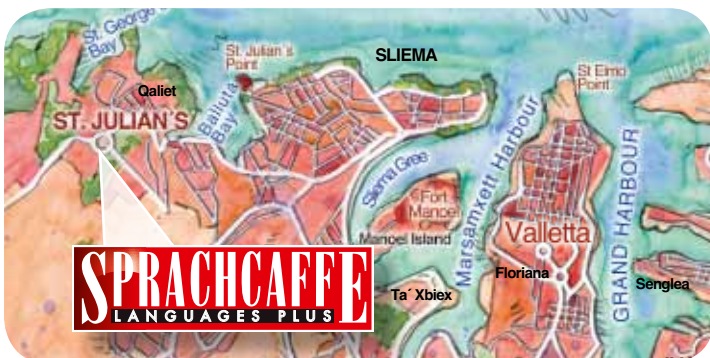 St. George's
Bay
St. Julian's
Point
SLIEMA
Qaliet
St Elmo
Point
ST. JULIAN'S
Balluta
Bay
Sliema Creek
Marsamxett Harbour
Fort
Manoel
Manoel Island
GRAND HARBOUR
Valletta
Floriana
Senglea
Ta´ Xbiex
SPRACHCAFFE
LANGUAGES PLUS